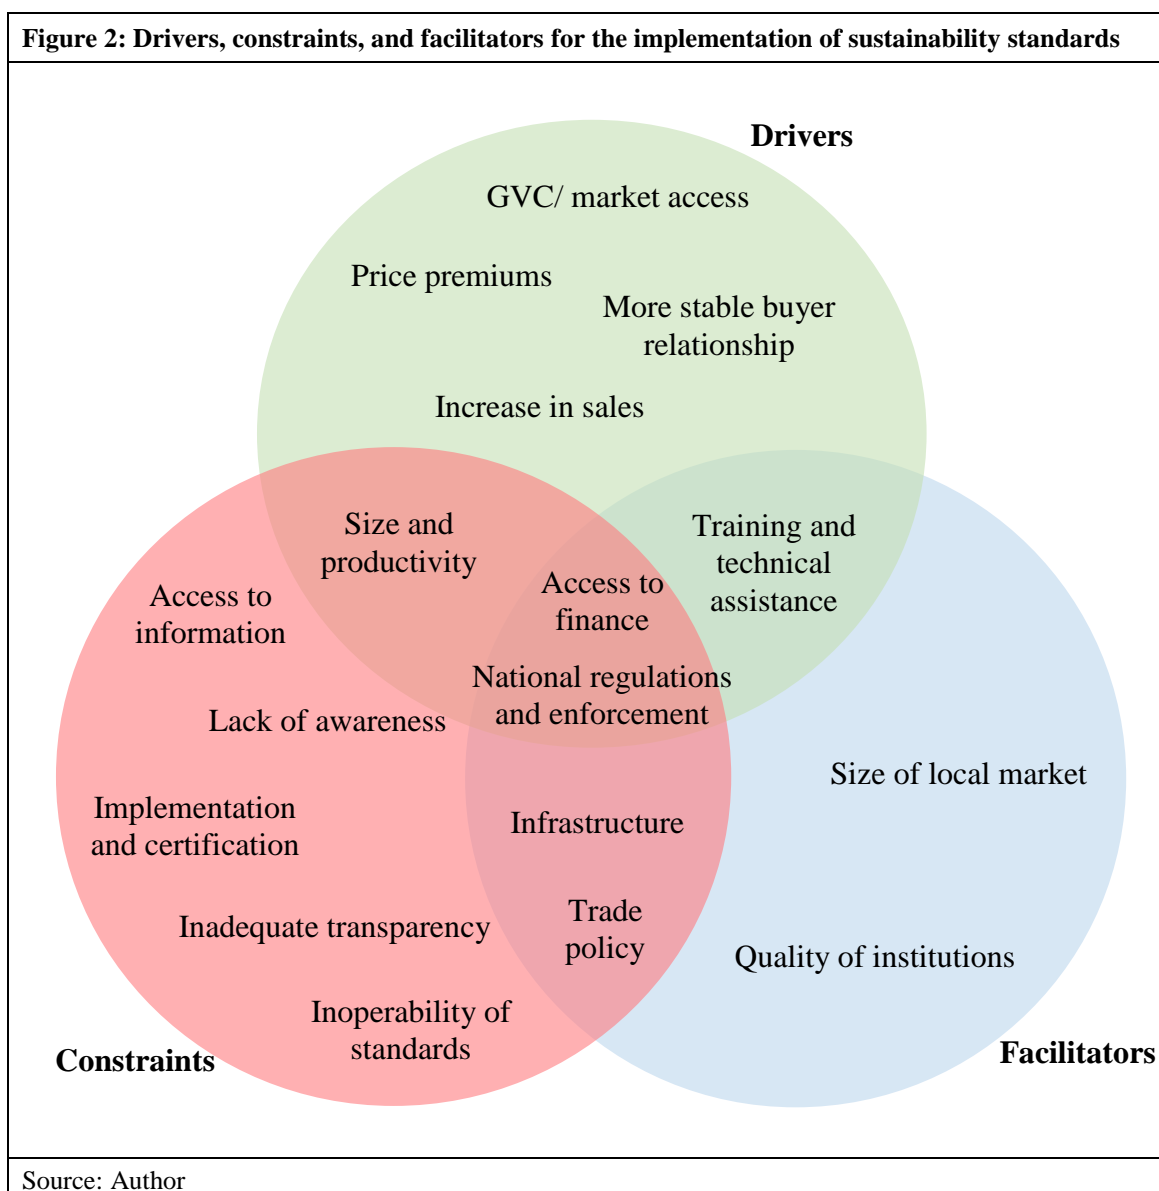 Figure 2: Drivers, constraints, and facilitators for the implementation of sustainability standards
Drivers
GVC/ market access
Price premiums
More stable buyer
relationship
Increase in sales
Size and
productivity
Training and
technical
assistance
Access to
finance
Access to
information
National regulations
and enforcement
Lack of awareness
Size of local market
Implementation
and certification
Infrastructure
Inadequate transparency
Trade
policy
Quality of institutions
Inoperability of
standards
Constraints
Facilitators
Source: Author